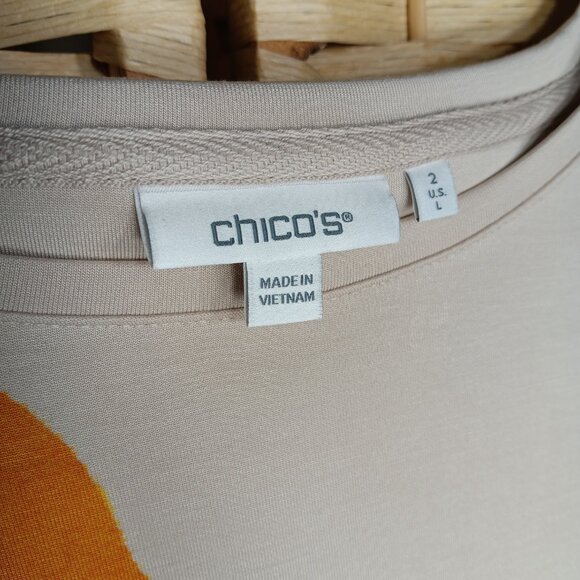 chico's®
MADE IN
VIETNAM
2
U.S.
L